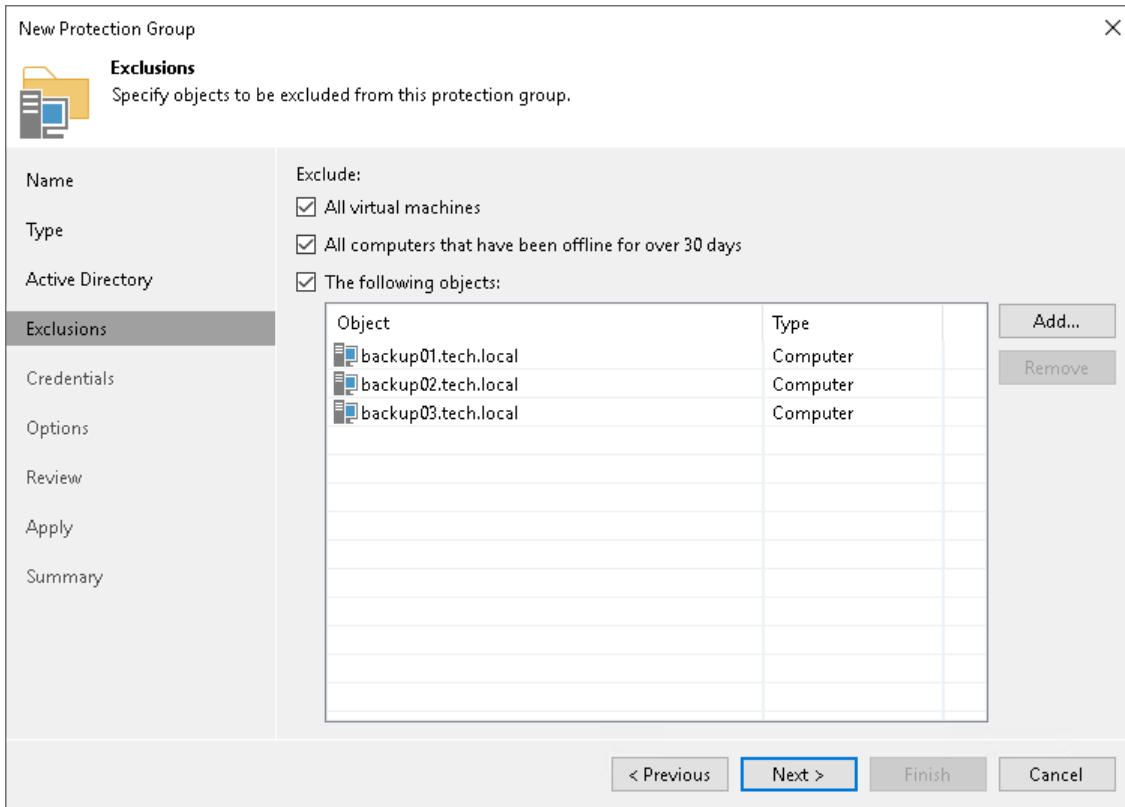 New Protection Group
Exclusions
Specify objects to be excluded from this protection group.
Name
Type
Active Directory
Exclusions
Credentials
Options
Review
Apply
Summary
Exclude:
All virtual machines
All computers that have been offline for over 30 days
The following objects:
Object Type
backup01.tech.local Computer
backup02.tech.local Computer
backup03.tech.local Computer
Add...
Remove
< Previous Next > Finish Cancel